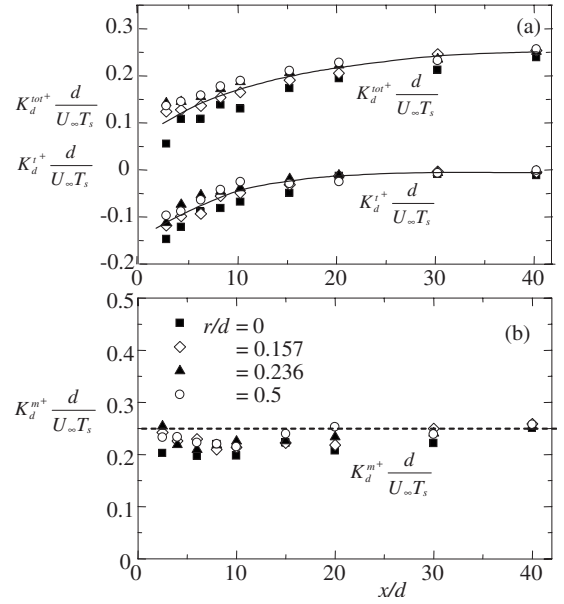 (a)
0.3
0.2
K_d^{tot+} d / U_∞T_s
0.1
K_d^{t+} d / U_∞T_s
0
-0.1
-0.2
K_d^{tot+} d / U_∞T_s
K_d^{t+} d / U_∞T_s
0 10 20 30 40
(b)
0.5
0.4
0.3
0.2
0.1
0
r/d = 0
= 0.157
= 0.236
= 0.5
K_d^{m+} d / U_∞T_s
K_d^{m+} d / U_∞T_s
0 10 20 30 40
x/d